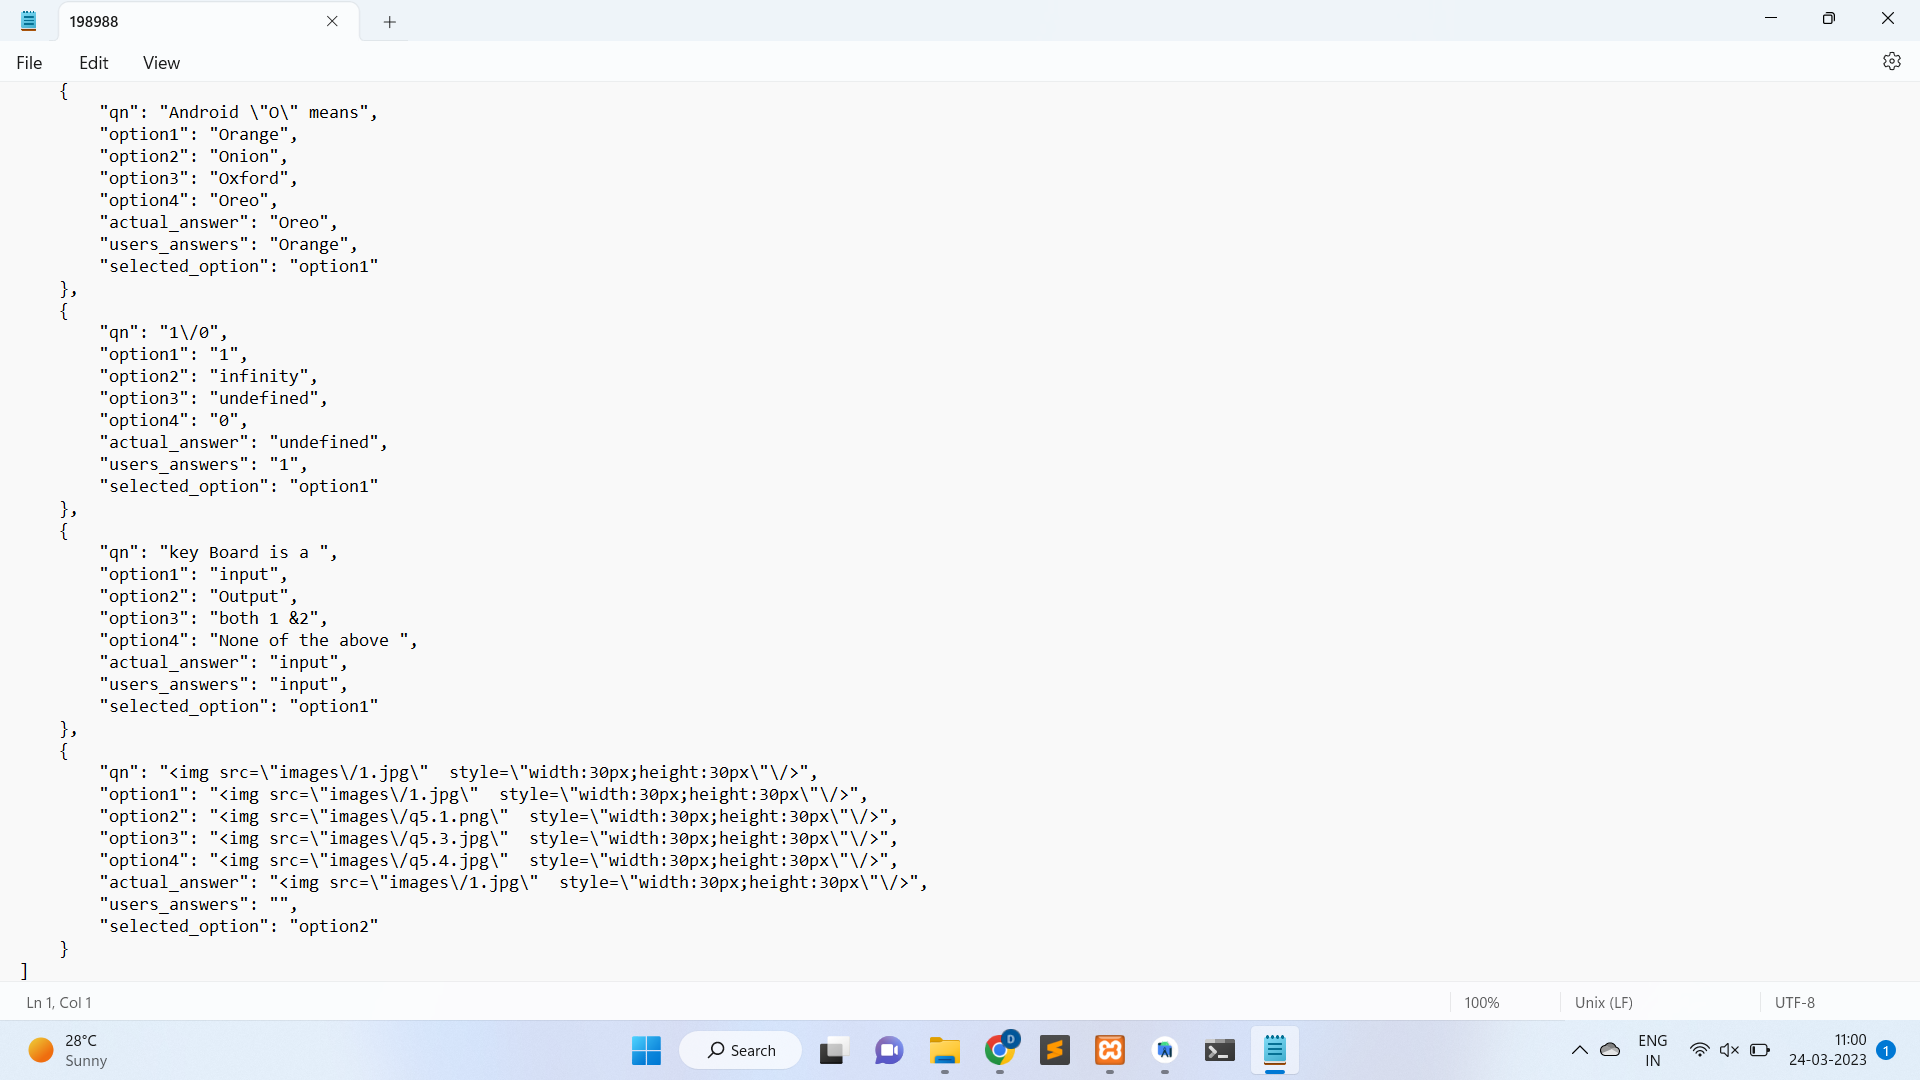 198988
File Edit View
    {
        "qn": "Android \"O\" means",
        "option1": "Orange",
        "option2": "Onion",
        "option3": "Oxford",
        "option4": "Oreo",
        "actual_answer": "Oreo",
        "users_answers": "Orange",
        "selected_option": "option1"
    },
    {
        "qn": "1\/0",
        "option1": "1",
        "option2": "infinity",
        "option3": "undefined",
        "option4": "0",
        "actual_answer": "undefined",
        "users_answers": "1",
        "selected_option": "option1"
    },
    {
        "qn": "key Board is a ",
        "option1": "input",
        "option2": "Output",
        "option3": "both 1 &2",
        "option4": "None of the above ",
        "actual_answer": "input",
        "users_answers": "input",
        "selected_option": "option1"
    },
    {
        "qn": "<img src=\"images\/1.jpg\"  style=\"width:30px;height:30px\"\/>",
        "option1": "<img src=\"images\/1.jpg\"  style=\"width:30px;height:30px\"\/>",
        "option2": "<img src=\"images\/q5.1.png\"  style=\"width:30px;height:30px\"\/>",
        "option3": "<img src=\"images\/q5.3.jpg\"  style=\"width:30px;height:30px\"\/>",
        "option4": "<img src=\"images\/q5.4.jpg\"  style=\"width:30px;height:30px\"\/>",
        "actual_answer": "<img src=\"images\/1.jpg\"  style=\"width:30px;height:30px\"\/>",
        "users_answers": "",
        "selected_option": "option2"
    }
]
Ln 1, Col 1 100% Unix (LF) UTF-8
28°C
Sunny
Search
D
ENG
IN
11:00
24-03-2023
1